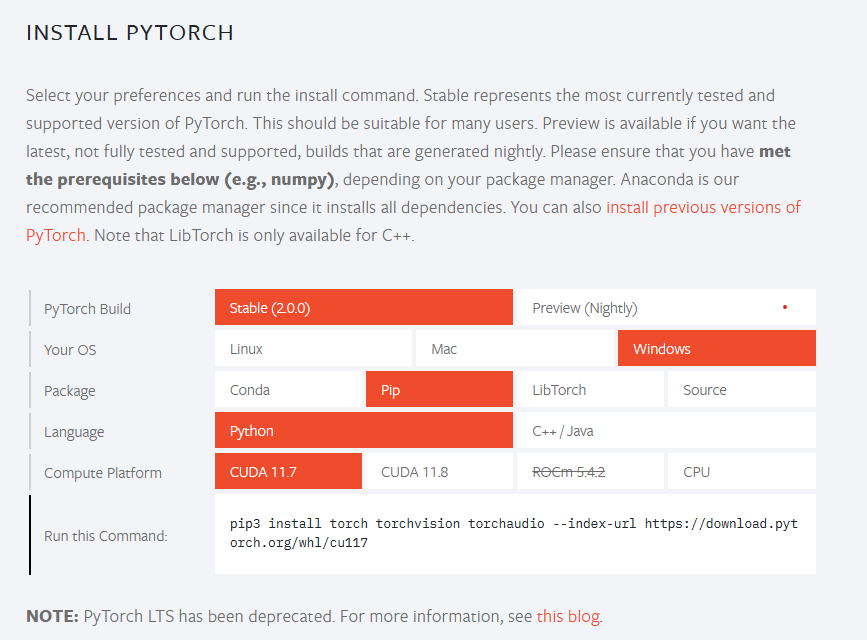 INSTALL PYTORCH
Select your preferences and run the install command. Stable represents the most currently tested and
supported version of PyTorch. This should be suitable for many users. Preview is available if you want the
latest, not fully tested and supported, builds that are generated nightly. Please ensure that you have met
the prerequisites below (e.g., numpy), depending on your package manager. Anaconda is our
recommended package manager since it installs all dependencies. You can also install previous versions of
PyTorch. Note that LibTorch is only available for C++.
PyTorch Build Stable (2.0.0) Preview (Nightly)
Your OS Linux Mac Windows
Package Conda Pip LibTorch Source
Language Python C++ / Java
Compute Platform CUDA 11.7 CUDA 11.8 ROCm 5.4.2 CPU
Run this Command: pip3 install torch torchvision torchaudio --index-url https://download.pyt
orch.org/whl/cu117
NOTE: PyTorch LTS has been deprecated. For more information, see this blog.